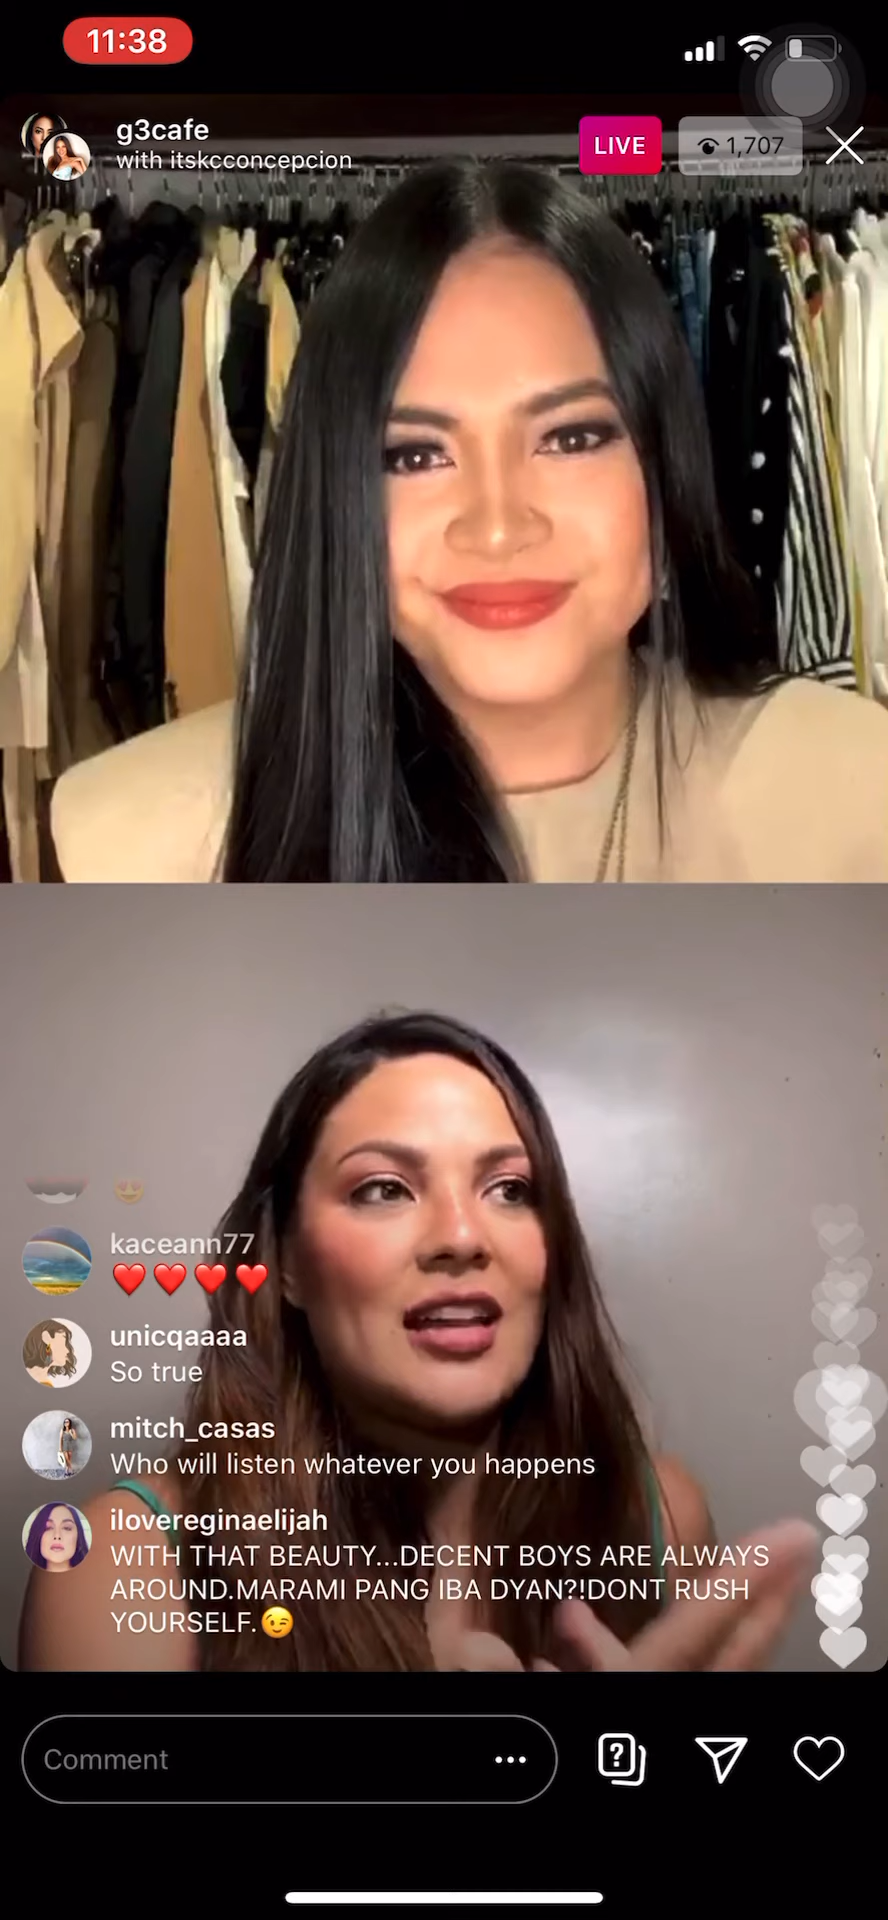 11:38
g3cafe
with itskcconcepcion
LIVE
1,707
kaceann77
❤️❤️❤️❤️
unicqaaaa
So true
mitch_casas
Who will listen whatever you happens
ilovereginaelijah
WITH THAT BEAUTY...DECENT BOYS ARE ALWAYS
AROUND.MARAMI PANG IBA DYAN?!DONT RUSH
YOURSELF.😉
Comment